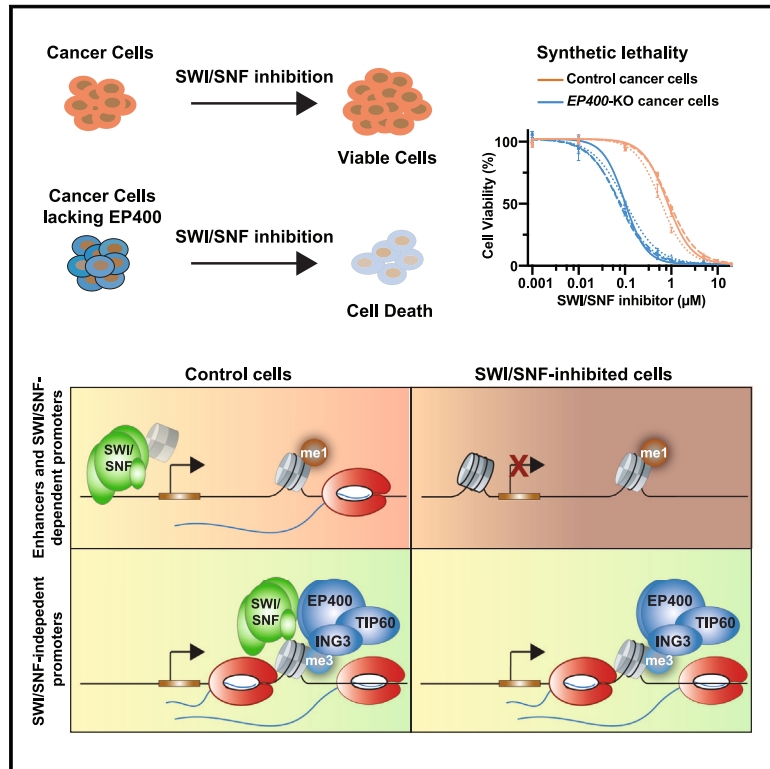 Cancer Cells
SWI/SNF inhibition
Viable Cells
Cancer Cells
lacking EP400
SWI/SNF inhibition
Cell Death
Synthetic lethality
Control cancer cells
EP400-KO cancer cells
Cell Viability (%)
100
50
0
0.001
0.01
0.1
1
10
SWI/SNF inhibitor (µM)
Control cells
SWI/SNF-inhibited cells
Enhancers and SWI/SNF-
dependent promoters
SWI/
SNF
me1
X
me1
SWI/SNF-indepedent
promoters
SWI/
SNF
EP400
TIP60
ING3
me3
EP400
TIP60
ING3
me3